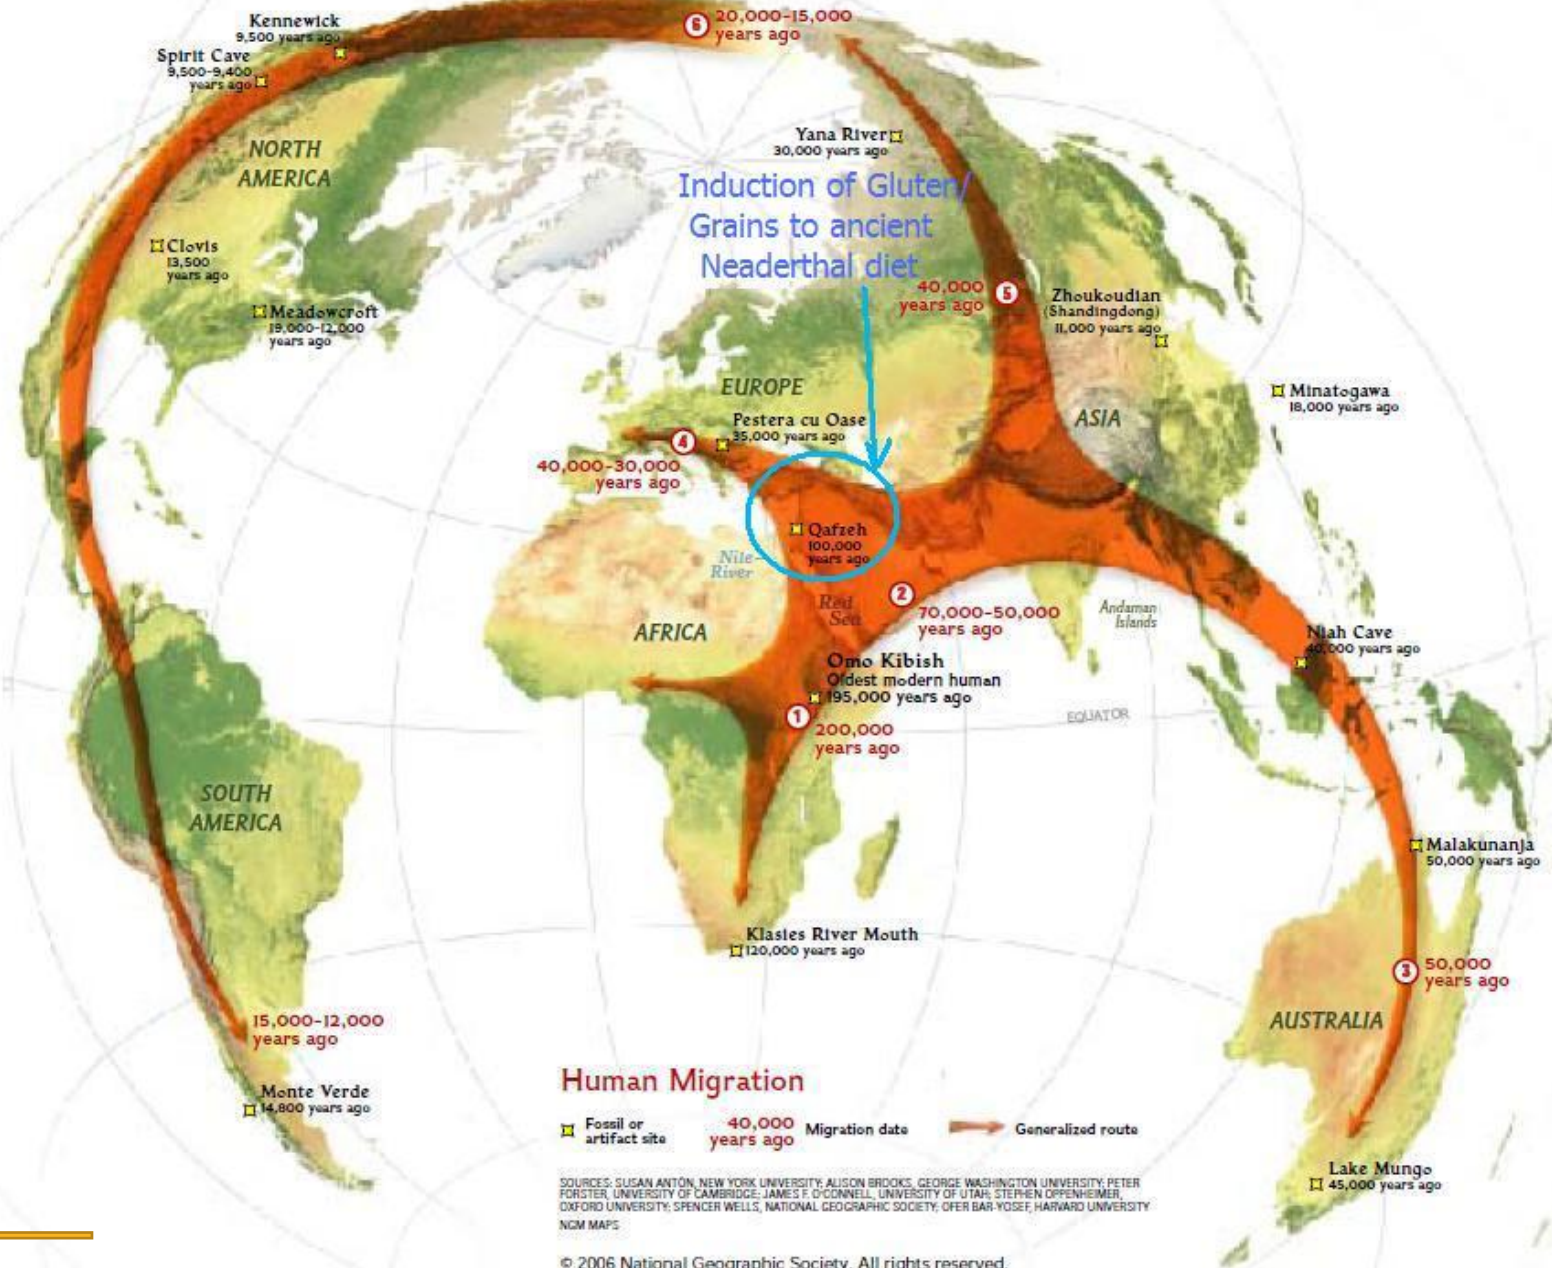 Kennewick
9,500 years ago
Spirit Cave
9,500-9,400
years ago
6
20,000-15,000
years ago
NORTH
AMERICA
Yana River
30,000 years ago
Induction of Gluten/
Grains to ancient
Neaderthal diet
Clovis
13,500
years ago
Meadowcroft
19,000-12,000
years ago
40,000
years ago
5
Zhoukoudian
(Shandingdong)
11,000 years ago
EUROPE
Minatogawa
18,000 years ago
ASIA
Pestera cu Oase
35,000 years ago
4
40,000-30,000
years ago
Qafzeh
100,000
years ago
Nile
River
2
70,000-50,000
years ago
Red
Sea
Andaman
Islands
AFRICA
Niah Cave
40,000 years ago
Omo Kibish
Oldest modern human
195,000 years ago
1
200,000
years ago
EQUATOR
SOUTH
AMERICA
Malakunanja
50,000 years ago
Klasies River Mouth
120,000 years ago
3
50,000
years ago
AUSTRALIA
15,000-12,000
years ago
Monte Verde
14,800 years ago
Lake Mungo
45,000 years ago
Human Migration
Fossil or
artifact site
40,000
years ago
Migration date
Generalized route
SOURCES: SUSAN ANTÓN, NEW YORK UNIVERSITY; ALISON BROOKS, GEORGE WASHINGTON UNIVERSITY; PETER
FORSTER, UNIVERSITY OF CAMBRIDGE; JAMES F. O'CONNELL, UNIVERSITY OF UTAH; STEPHEN OPPENHEIMER,
OXFORD UNIVERSITY; SPENCER WELLS, NATIONAL GEOGRAPHIC SOCIETY; OFER BAR-YOSEF, HARVARD UNIVERSITY
NGM MAPS
© 2006 National Geographic Society. All rights reserved.